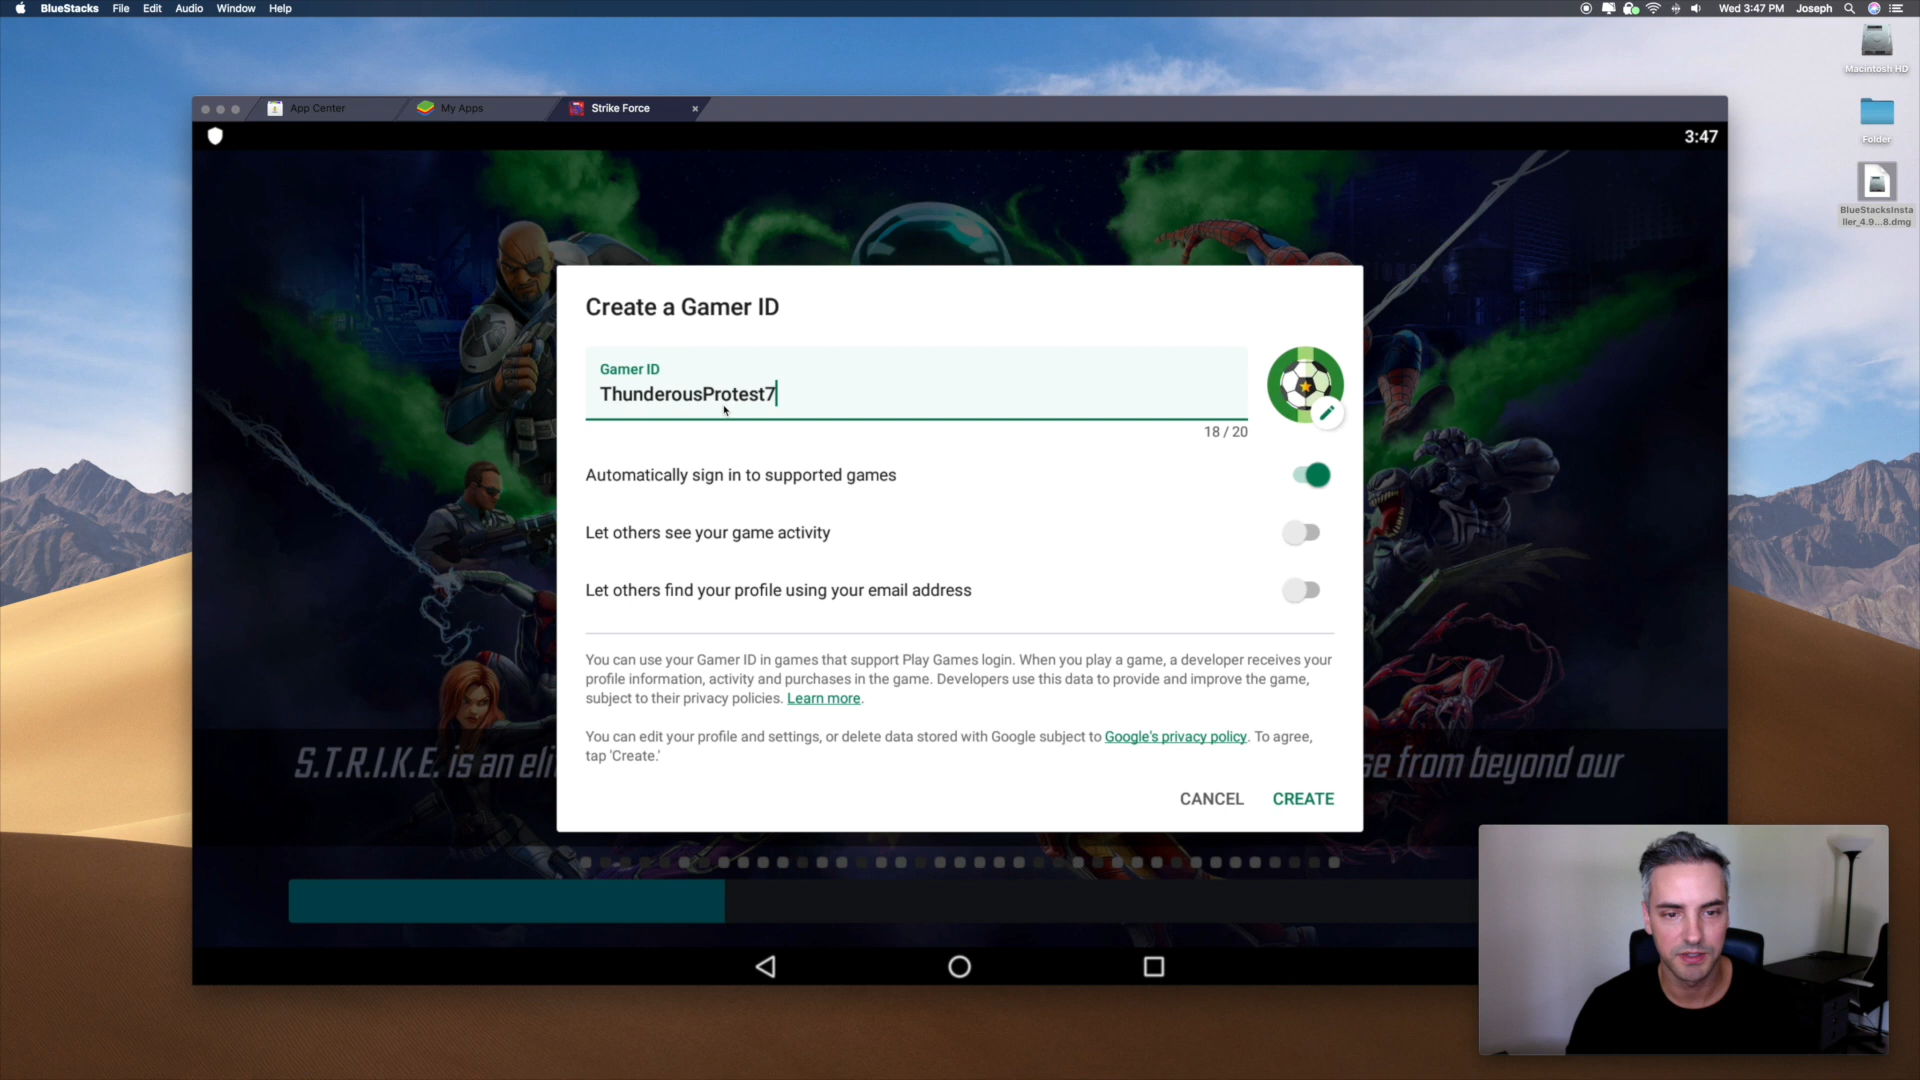 BlueStacks File Edit Audio Window Help
Wed 3:47 PM Joseph
Macintosh HD
Folder
BlueStacksInsta
ller_4.9...8.dmg
App Center My Apps Strike Force
3:47
Create a Gamer ID
Gamer ID
ThunderousProtest7
18 / 20
Automatically sign in to supported games
Let others see your game activity
Let others find your profile using your email address
You can use your Gamer ID in games that support Play Games login. When you play a game, a developer receives your
profile information, activity and purchases in the game. Developers use this data to provide and improve the game,
subject to their privacy policies. Learn more.
You can edit your profile and settings, or delete data stored with Google subject to Google's privacy policy. To agree,
tap 'Create.'
S.T.R.I.K.E. is an eli
se from beyond our
CANCEL CREATE